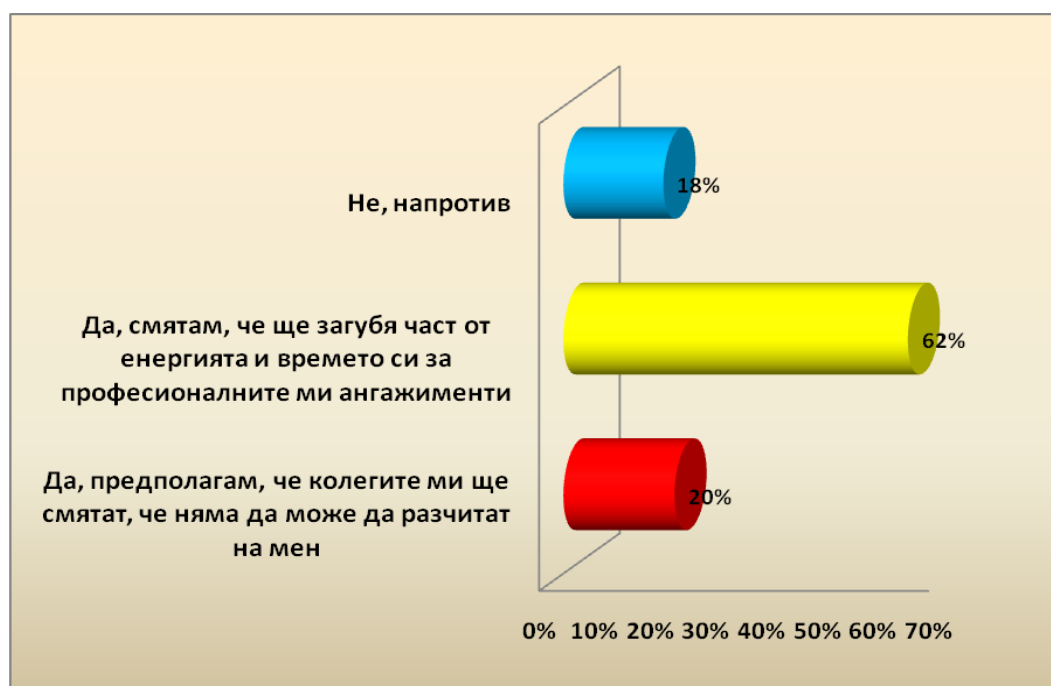 Не, напротив
18%
Да, смятам, че ще загубя част от
енергията и времето си за
професионалните ми ангажименти
62%
Да, предполагам, че колегите ми ще
смятат, че няма да може да разчитат
на мен
20%
0% 10% 20% 30% 40% 50% 60% 70%